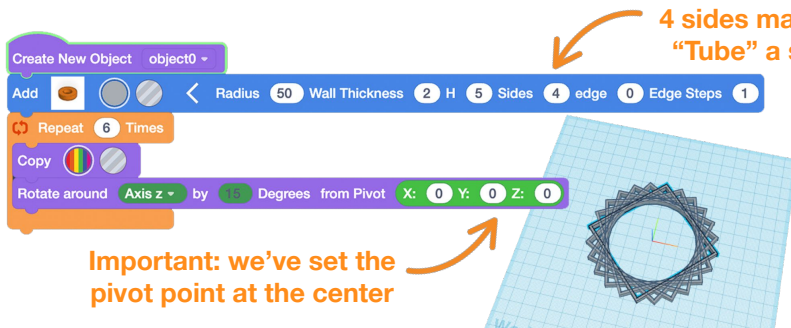 4 sides ma
"Tube" a s
Create New Object object0
Add Radius 50 Wall Thickness 2 H 5 Sides 4 edge 0 Edge Steps 1
Repeat 6 Times
Copy
Rotate around Axis z by 15 Degrees from Pivot X: 0 Y: 0 Z: 0
Important: we've set the
pivot point at the center